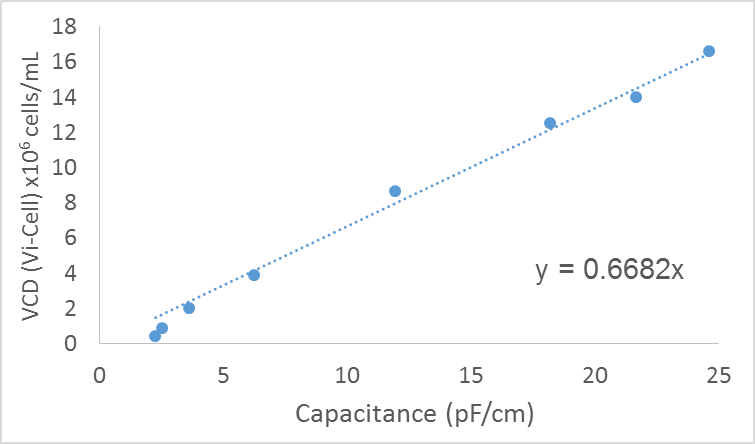 18
16
14
12
10
8
6
4
2
0
VCD (Vi-Cell) x10⁶ cells/mL
y = 0.6682x
0 5 10 15 20 25
Capacitance (pF/cm)